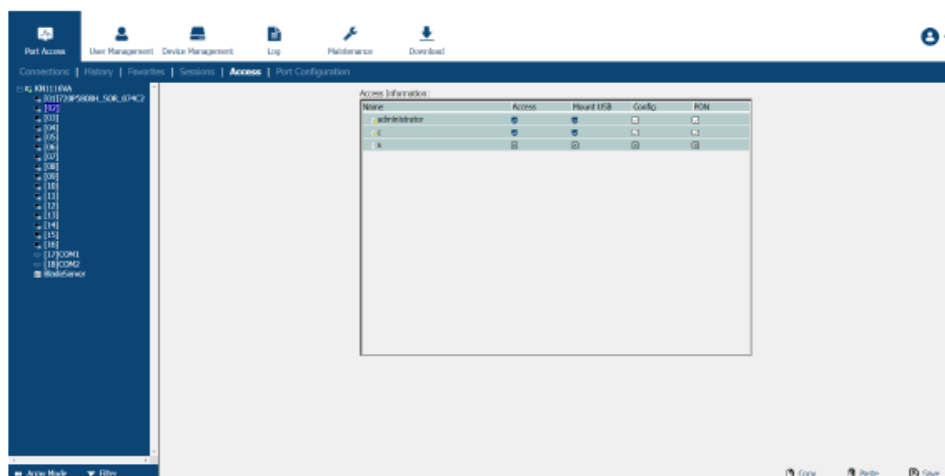 Port Access User Management Device Management Log Maintenance Download
Connections | History | Favorites | Sessions | Access | Port Configuration
KN1116VA
[02]
[03]
[04]
[05]
[06]
[07]
[08]
[09]
[10]
[11]
[12]
[13]
[14]
[15]
[16]
[17]COM1
[18]COM2
BladeServer
Array Mode Filter
Access Information:
Name Access Mount USB Config PON
administrator
Copy Paste Save